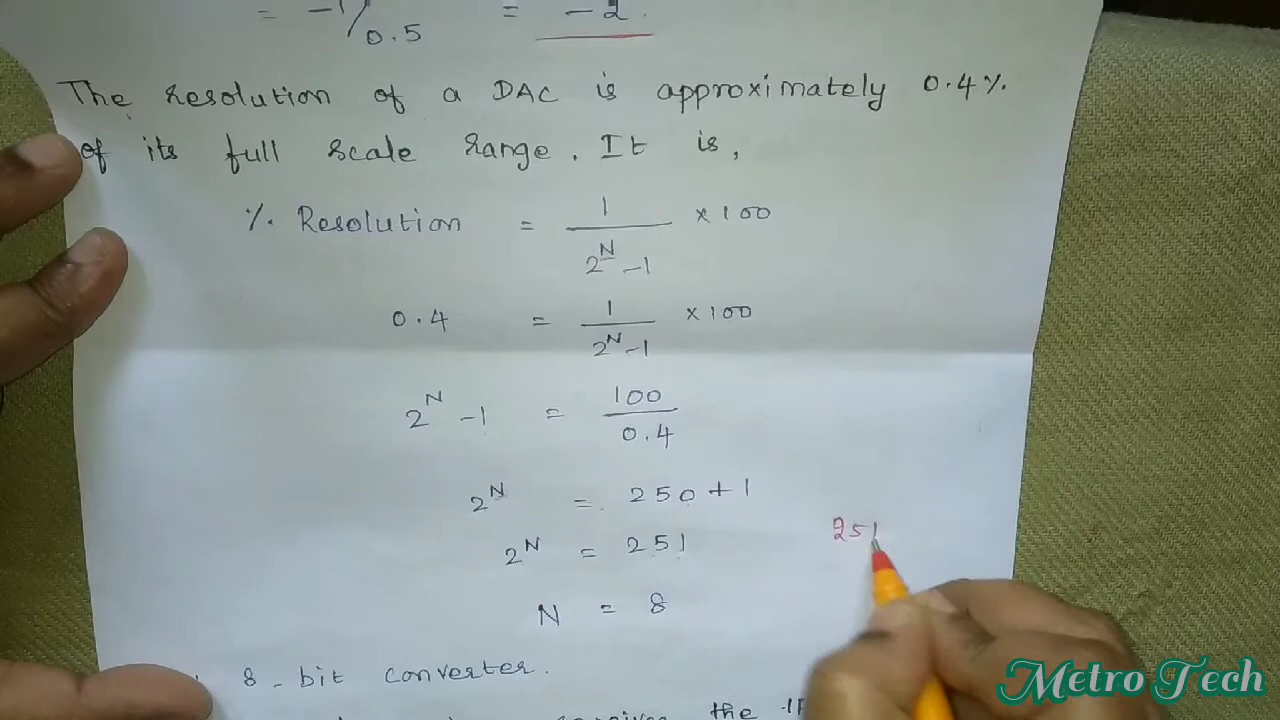 = -1/0.5 = -2.
The resolution of a DAC is approximately 0.4%
of its full scale range. It is,
% Resolution = 1/(2^N - 1) × 100
0.4 = 1/(2^N - 1) × 100
2^N - 1 = 100/0.4
2^N = 250 + 1
2^N = 251
251
N = 8
8 - bit converter.
the
Metro Tech